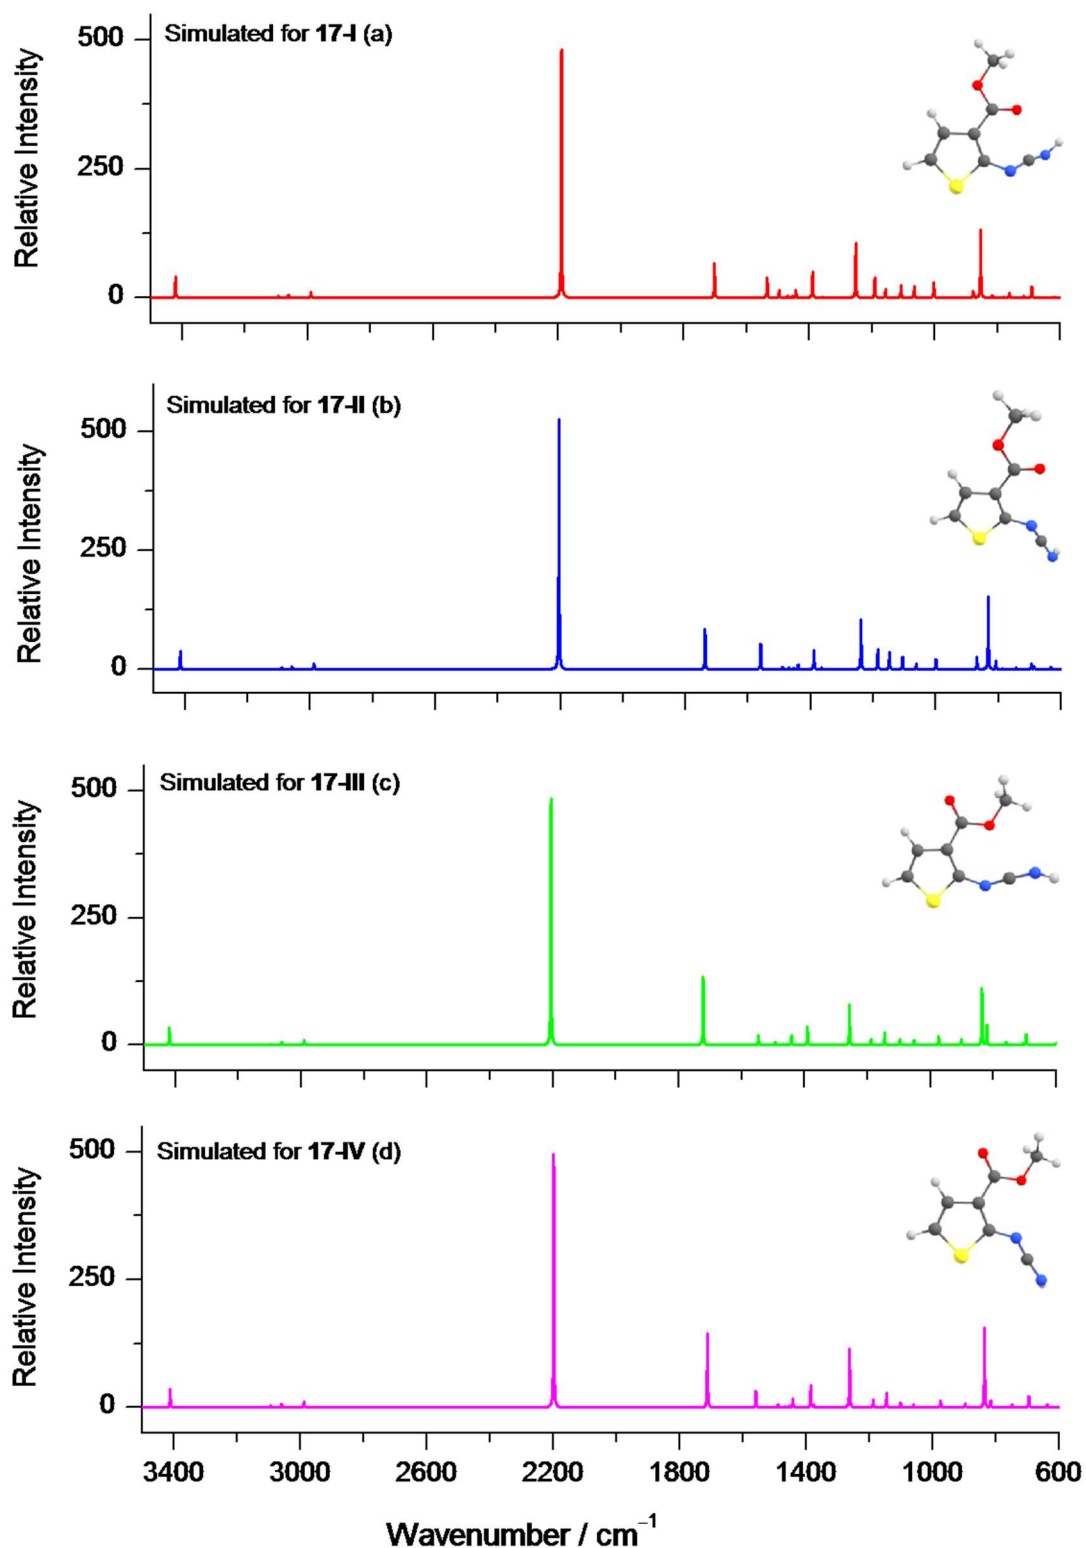 Simulated for 17-I (a)
Relative Intensity
500
250
0
Simulated for 17-II (b)
Relative Intensity
500
250
0
Simulated for 17-III (c)
Relative Intensity
500
250
0
Simulated for 17-IV (d)
Relative Intensity
500
250
0
3400 3000 2600 2200 1800 1400 1000 600
Wavenumber / cm⁻¹